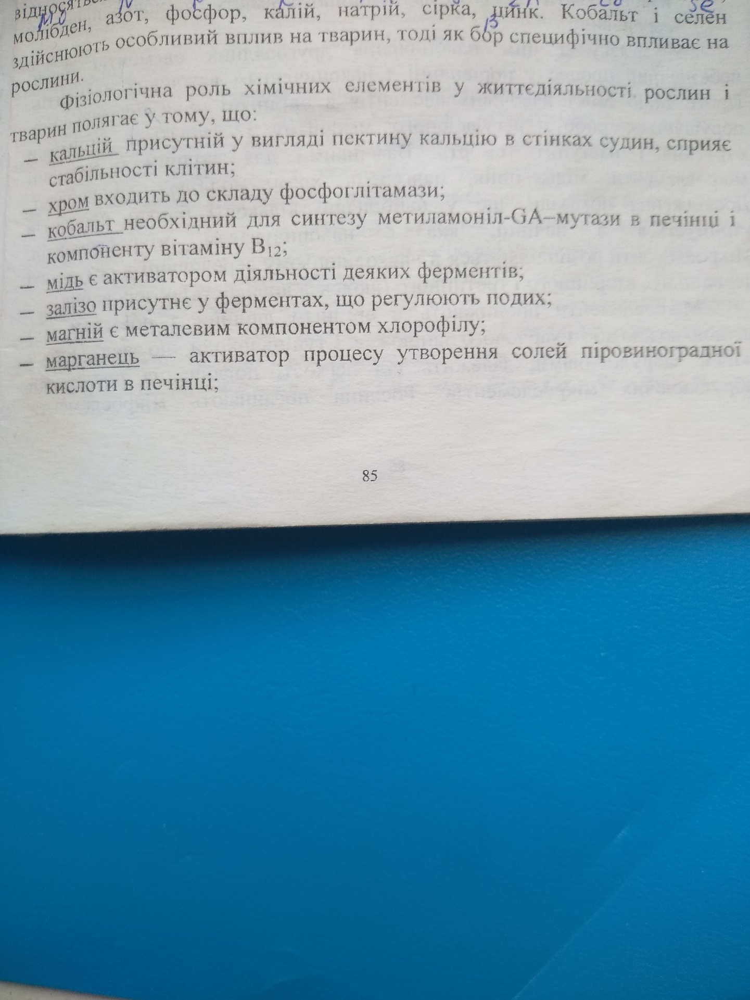 відносяться
Mo N Zn Co Se
молібден, азот, фосфор, калій, натрій, сірка, цинк. Кобальт і селен
B
здійснюють особливий вплив на тварин, тоді як бор специфічно впливає на
рослини.
Фізіологічна роль хімічних елементів у життєдіяльності рослин і
тварин полягає у тому, що:
– кальцій присутній у вигляді пектину кальцію в стінках судин, сприяє
стабільності клітин;
– хром входить до складу фосфоглітамази;
– кобальт необхідний для синтезу метиламоніл-GA–мутази в печінці і
компоненту вітаміну B₁₂;
– мідь є активатором діяльності деяких ферментів;
– залізо присутнє у ферментах, що регулюють подих;
– магній є металевим компонентом хлорофілу;
– марганець — активатор процесу утворення солей піровиноградної
кислоти в печінці;
85